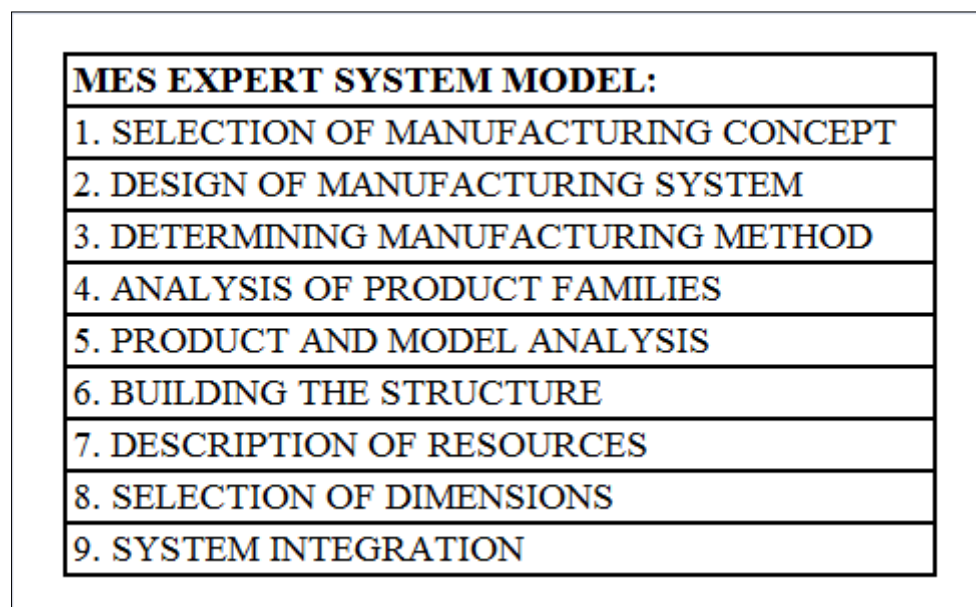 MES EXPERT SYSTEM MODEL:
1. SELECTION OF MANUFACTURING CONCEPT
2. DESIGN OF MANUFACTURING SYSTEM
3. DETERMINING MANUFACTURING METHOD
4. ANALYSIS OF PRODUCT FAMILIES
5. PRODUCT AND MODEL ANALYSIS
6. BUILDING THE STRUCTURE
7. DESCRIPTION OF RESOURCES
8. SELECTION OF DIMENSIONS
9. SYSTEM INTEGRATION